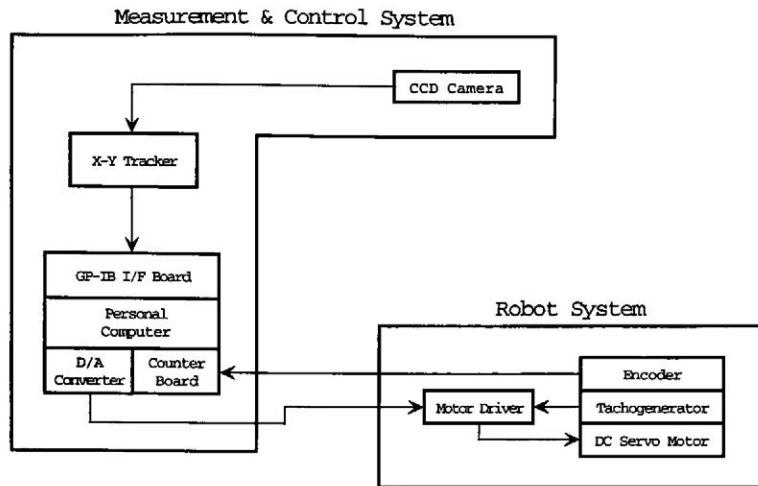 Measurement & Control System
CCD Camera
X-Y Tracker
GP-IB I/F Board
Personal
Computer
D/A
Converter
Counter
Board
Robot System
Encoder
Motor Driver
Tachogenerator
DC Servo Motor